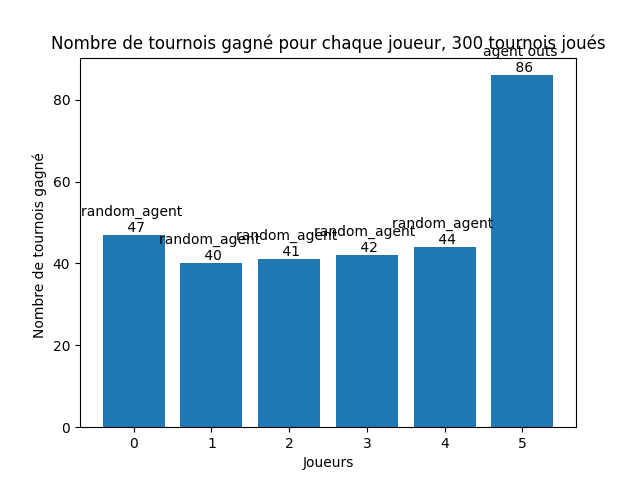 Nombre de tournois gagné pour chaque joueur, 300 tournois joués
agent outs
86
80
60
random_agent
47
random_agent
40
random_agent
41
random_agent
42
random_agent
44
40
20
0
Nombre de tournois gagné
0 1 2 3 4 5
Joueurs